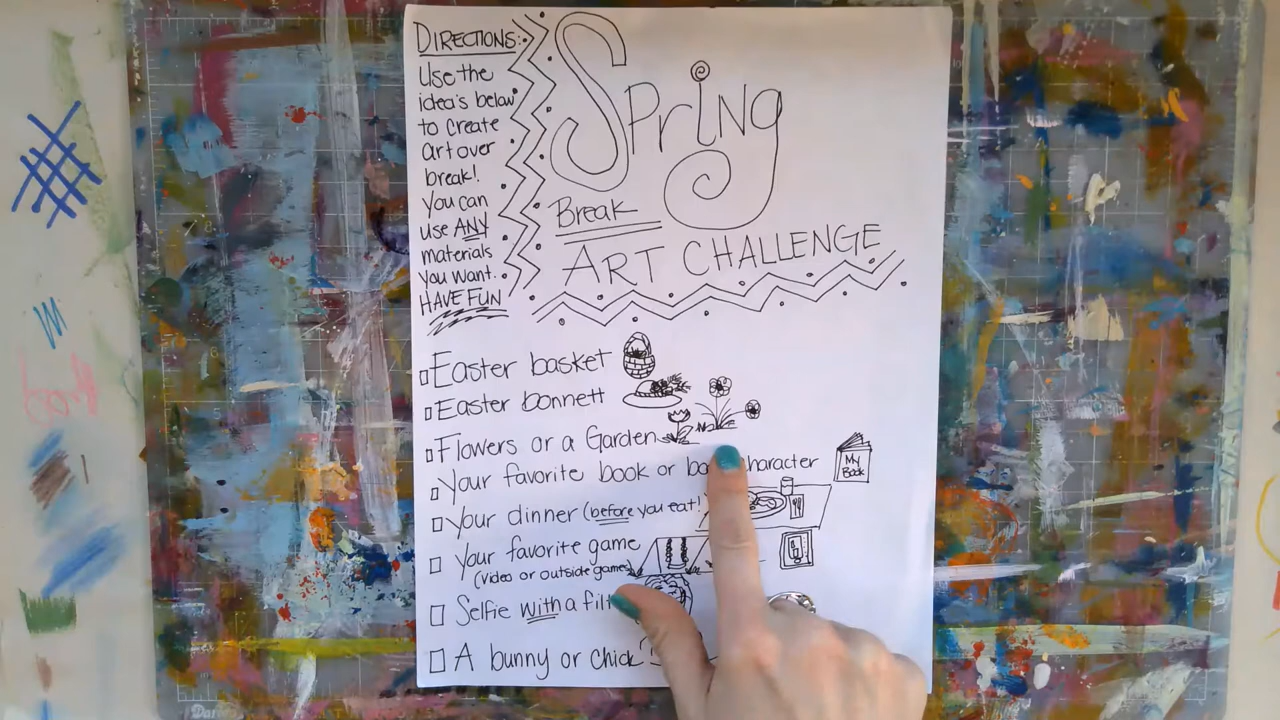 DIRECTIONS:
Use the
idea's below
to create
art over
break!
You can
use ANY
materials
you want.
HAVE FUN
Spring
Break
ART CHALLENGE
Easter basket
Easter bonnett
Flowers or a Garden
Your favorite book or character
My
Book
Your dinner (before you eat!)
Your favorite game
(Video or outside games)
Selfie with a
A bunny or chick